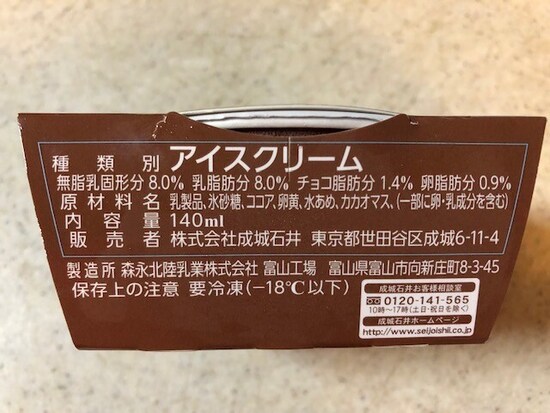 種類別 アイスクリーム
無脂乳固形分 8.0% 乳脂肪分 8.0% チョコ脂肪分 1.4% 卵脂肪分 0.9%
原材料名 乳製品、氷砂糖、ココア、卵黄、水あめ、カカオマス、(一部に卵・乳成分を含む)
内容量 140ml
販売者 株式会社成城石井 東京都世田谷区成城6-11-4
製造所 森永北陸乳業株式会社 富山工場 富山県富山市向新庄町8-3-45
保存上の注意 要冷凍(-18℃以下)
成城石井お客様相談室
0120-141-565
10時〜17時(土日・祝日を除く)
成城石井ホームページ
http://www.seijoishii.co.jp